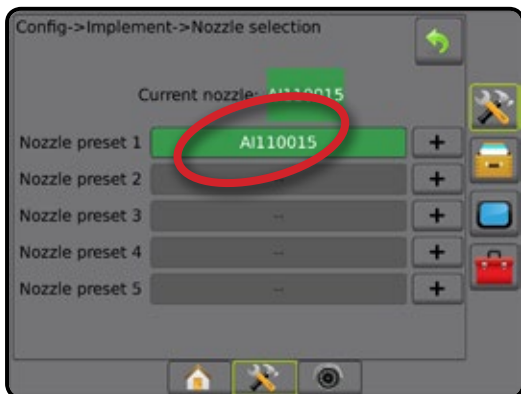 Config->Implement->Nozzle selection
Current nozzle: AI110015
Nozzle preset 1 AI110015 +
Nozzle preset 2 -- +
Nozzle preset 3 -- +
Nozzle preset 4 -- +
Nozzle preset 5 -- +